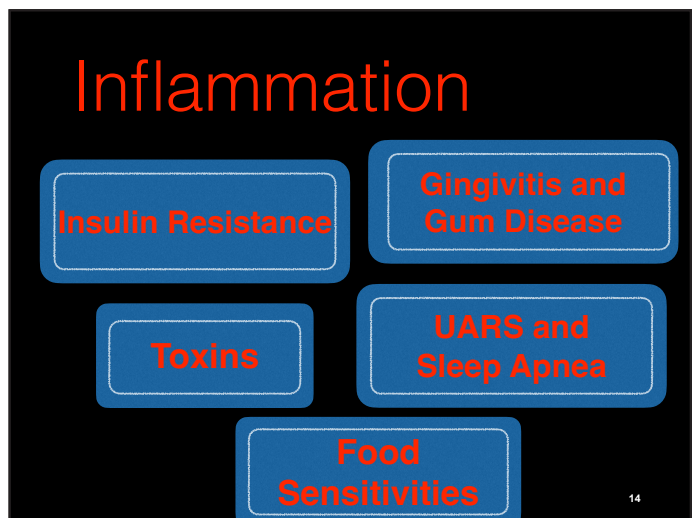 Inflammation
Insulin Resistance
Gingivitis and
Gum Disease
Toxins
UARS and
Sleep Apnea
Food
Sensitivities
14